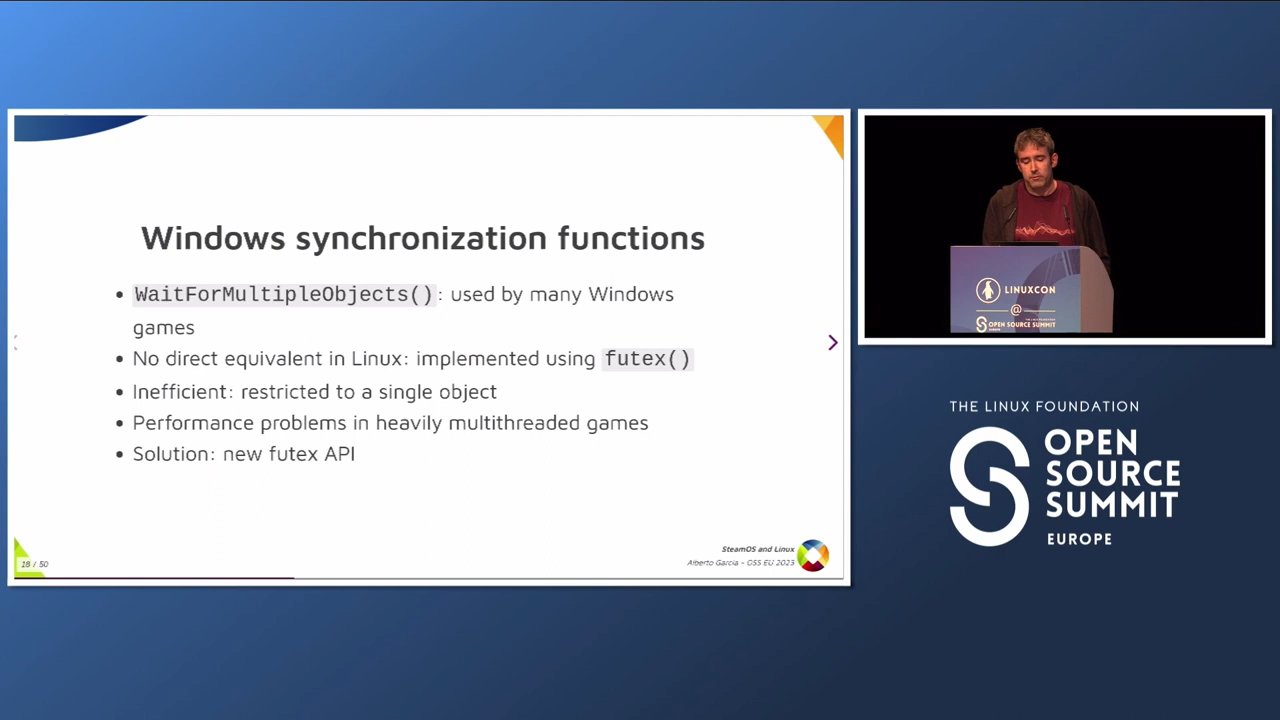 Windows synchronization functions
• WaitForMultipleObjects(): used by many Windows
games
• No direct equivalent in Linux: implemented using futex()
• Inefficient: restricted to a single object
• Performance problems in heavily multithreaded games
• Solution: new futex API
SteamOS and Linux
Alberto Garcia – OSS EU 2023
18 / 50
LINUXCON
@
OPEN SOURCE SUMMIT
THE LINUX FOUNDATION
OPEN
SOURCE
SUMMIT
EUROPE